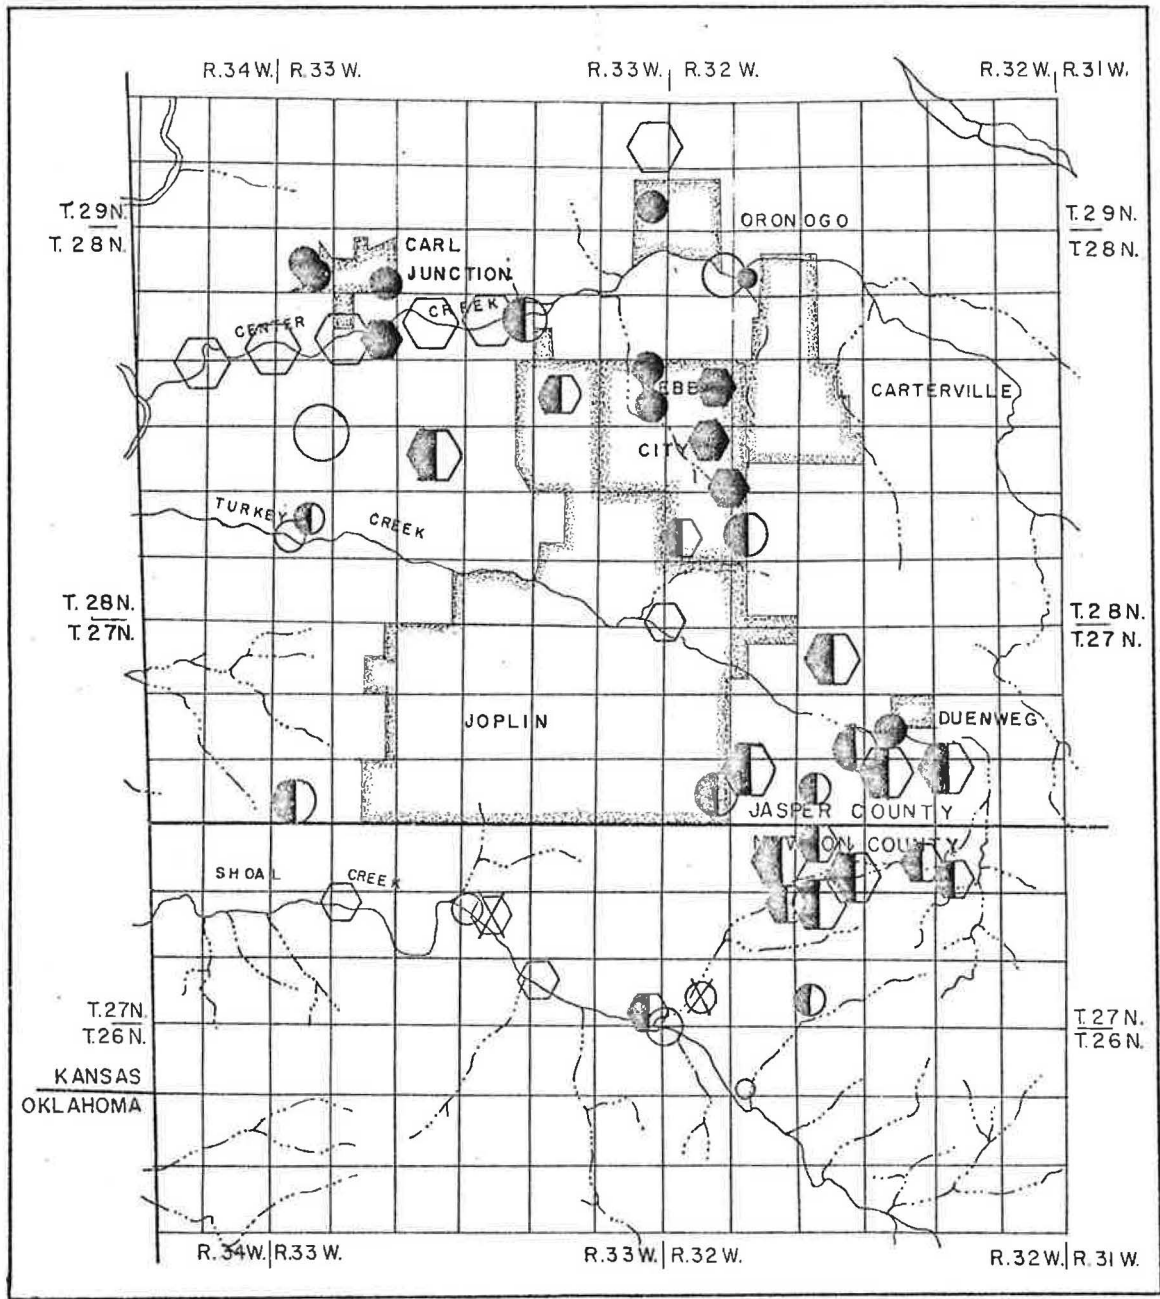 R.34W. R.33W.
R.33W. R.32W.
R.32W. R.31W.
T.29N.
T.28N.
T.29N.
T.28N.
ORONOGO
CARL
JUNCTION
CENTER CREEK
CARTERVILLE
EBB
CITY
TURKEY CREEK
T.28N.
T.27N.
T.28N.
T.27N.
JOPLIN
DUENWEG
JASPER COUNTY
ON COUNTY
SHOAL CREEK
T.27N.
T.26N.
T.27N.
T.26N.
KANSAS
OKLAHOMA
R.34W. R.33W.
R.33W. R.32W.
R.32W. R.31W.